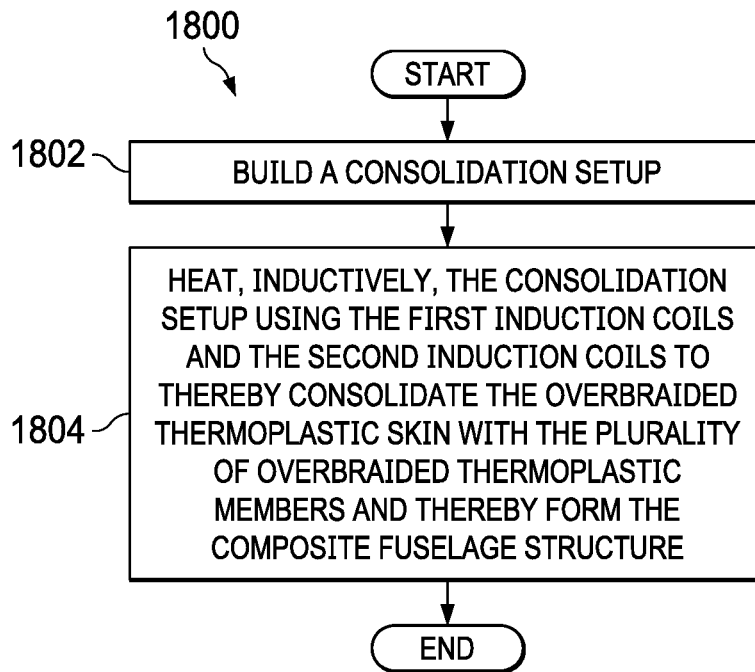 1800
START
1802
BUILD A CONSOLIDATION SETUP
HEAT, INDUCTIVELY, THE CONSOLIDATION
SETUP USING THE FIRST INDUCTION COILS
AND THE SECOND INDUCTION COILS TO
THEREBY CONSOLIDATE THE OVERBRAIDED
1804
THERMOPLASTIC SKIN WITH THE PLURALITY
OF OVERBRAIDED THERMOPLASTIC
MEMBERS AND THEREBY FORM THE
COMPOSITE FUSELAGE STRUCTURE
END